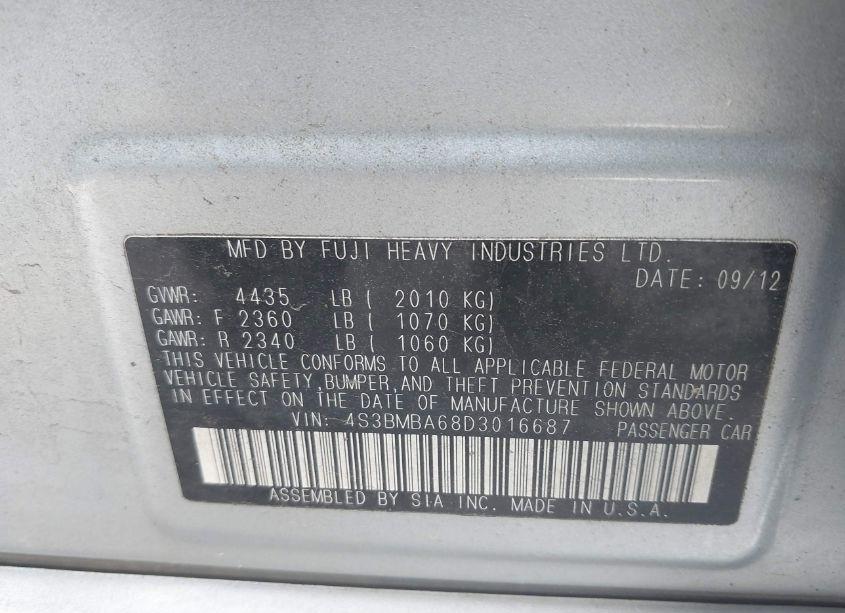 MFD BY FUJI HEAVY INDUSTRIES LTD.
DATE: 09/12
GVWR: 4435 LB ( 2010 KG)
GAWR: F 2360 LB ( 1070 KG)
GAWR: R 2340 LB ( 1060 KG)
THIS VEHICLE CONFORMS TO ALL APPLICABLE FEDERAL MOTOR
VEHICLE SAFETY,BUMPER,AND THEFT PREVENTION STANDARDS
IN EFFECT ON THE DATE OF MANUFACTURE SHOWN ABOVE.
VIN: 4S3BMBA68D3016687 PASSENGER CAR
ASSEMBLED BY SIA INC. MADE IN U.S.A.